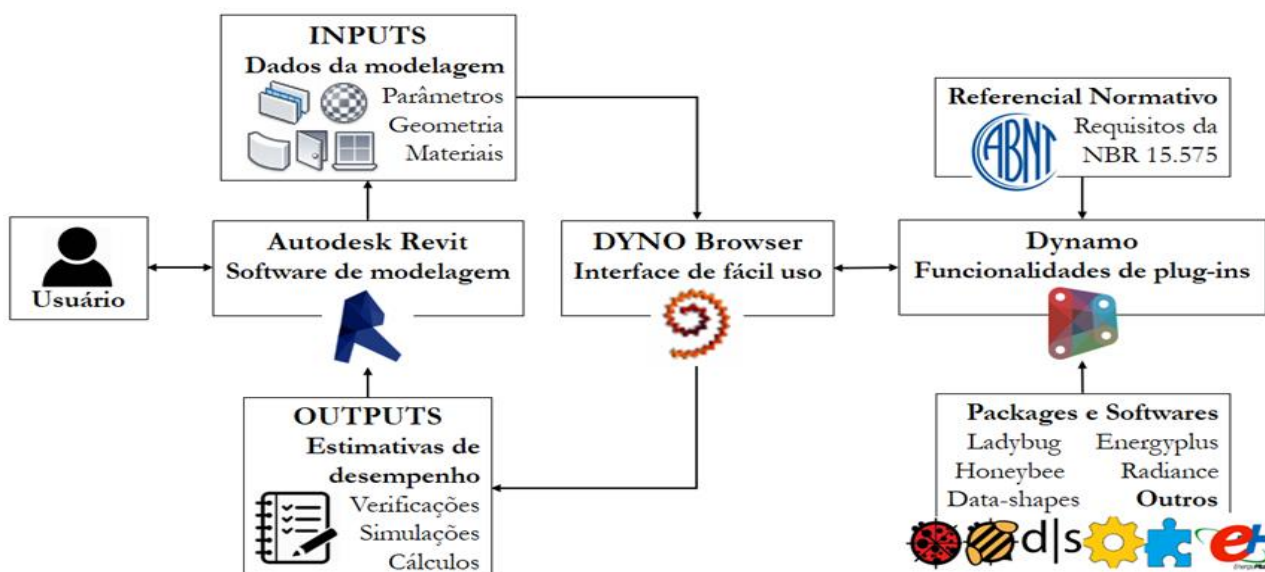 INPUTS
Dados da modelagem
Parâmetros
Geometria
Materiais
Referencial Normativo
ABNT
Requisitos da
NBR 15.575
Usuário
Autodesk Revit
Software de modelagem
DYNO Browser
Interface de fácil uso
Dynamo
Funcionalidades de plug-ins
OUTPUTS
Estimativas de
desempenho
Verificações
Simulações
Cálculos
Packages e Softwares
Ladybug Energyplus
Honeybee Radiance
Data-shapes Outros
d|s